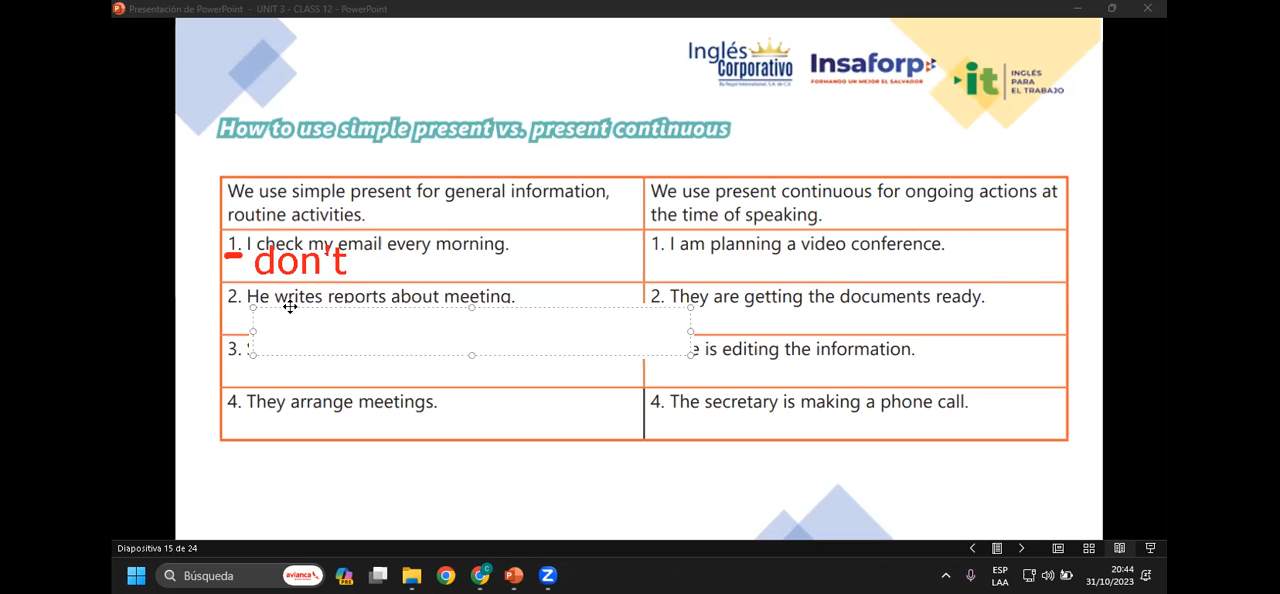 Presentación de PowerPoint - UNIT 3 - CLASS 12 - PowerPoint
Inglés
Corporativo
Insaforp
FORMANDO UN MEJOR EL SALVADOR
it
INGLÉS
PARA
EL TRABAJO
How to use simple present vs. present continuous
We use simple present for general information,
routine activities.
We use present continuous for ongoing actions at
the time of speaking.
1. I check my email every morning.
- don't
1. I am planning a video conference.
2. He writes reports about meeting.
2. They are getting the documents ready.
3.
is editing the information.
4. They arrange meetings.
4. The secretary is making a phone call.
Diapositiva 15 de 24
Búsqueda
avianca
PRE
C
ESP
LAA
20:44
31/10/2023